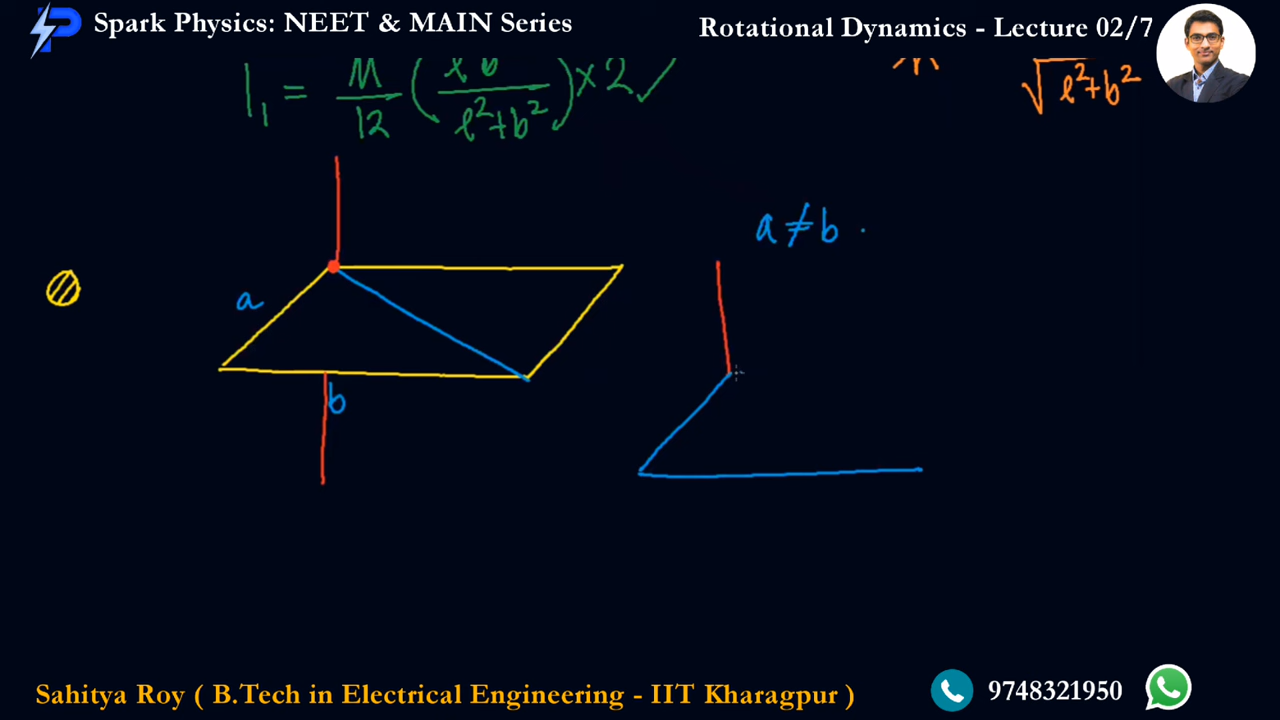 Spark Physics: NEET & MAIN Series
Rotational Dynamics - Lecture 02/7
I₁ = M/12 (ℓ²b²/ℓ²+b²) × 2 ✓
√ℓ²+b²
a ≠ b .
a
b
Sahitya Roy ( B.Tech in Electrical Engineering - IIT Kharagpur )
9748321950